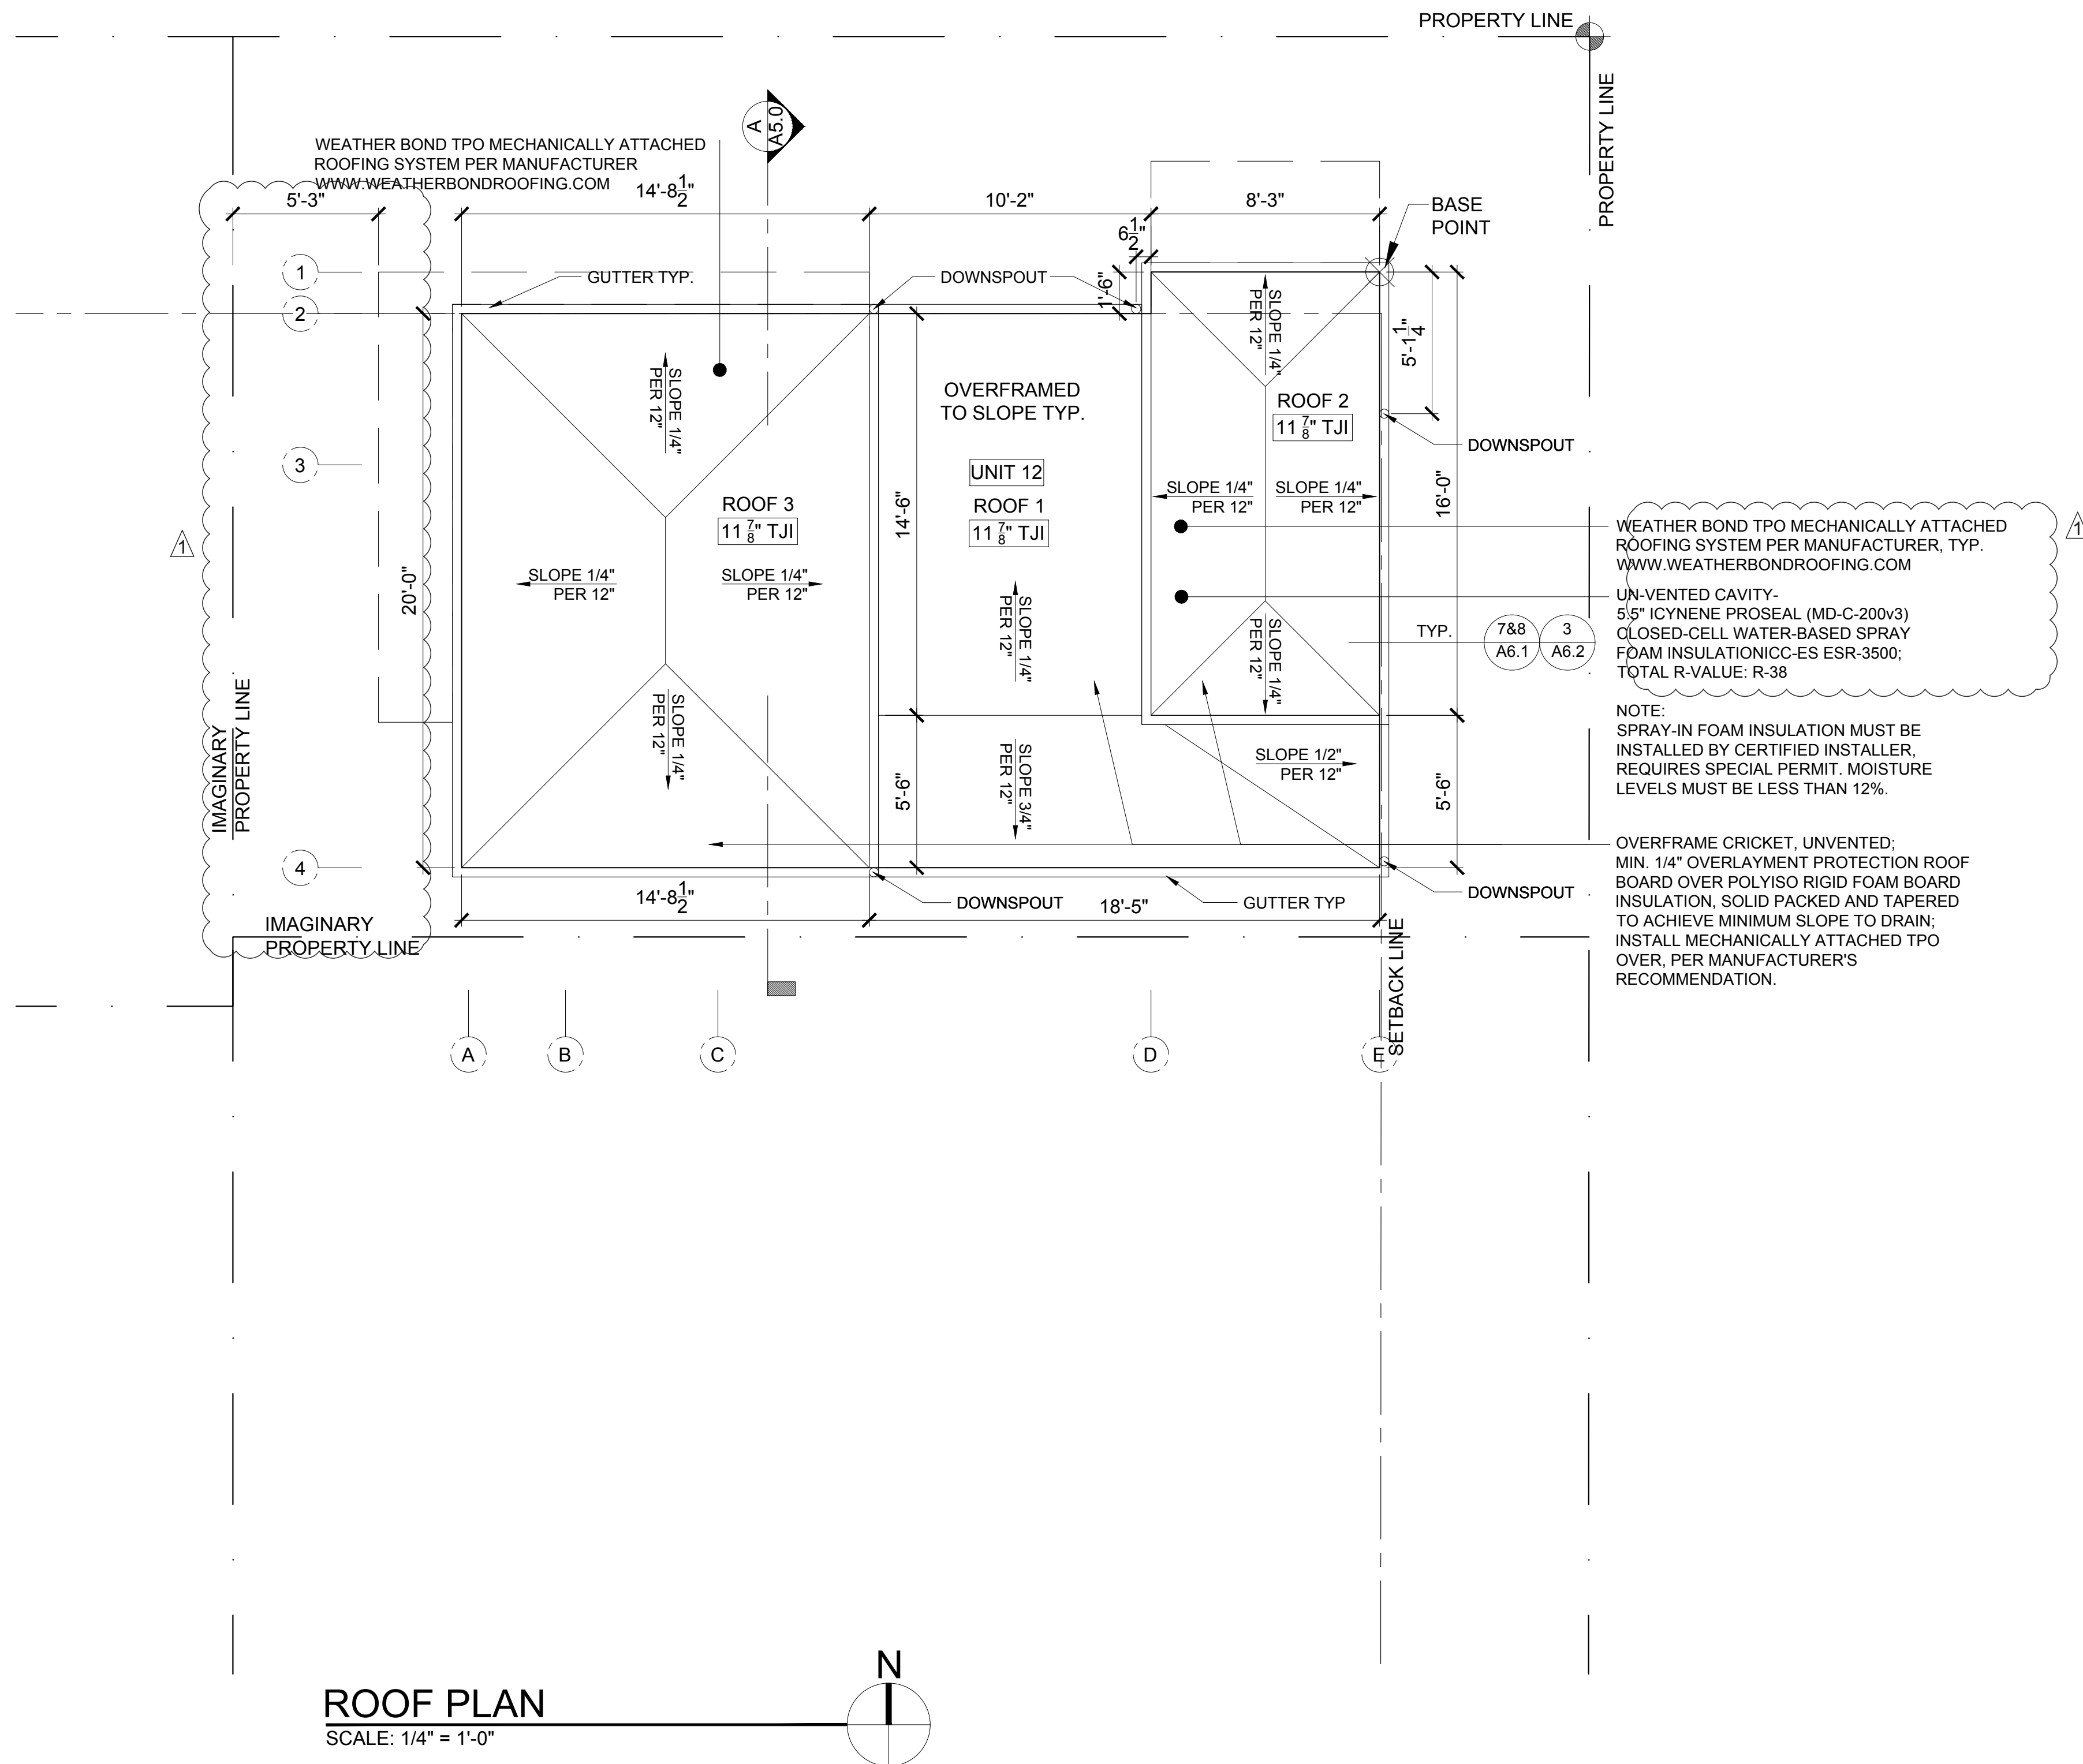 PROPERTY LINE
PROPERTY LINE
A
A5.0
WEATHER BOND TPO MECHANICALLY ATTACHED
ROOFING SYSTEM PER MANUFACTURER
WWW.WEATHERBONDROOFING.COM
5'-3"
14'-8 1/2"
10'-2"
8'-3"
BASE
POINT
6 1/2"
1
GUTTER TYP.
DOWNSPOUT
1'-6"
2
SLOPE 1/4"
PER 12"
5'-1 1/4"
SLOPE 1/4"
PER 12"
OVERFRAMED
TO SLOPE TYP.
ROOF 2
11 7/8" TJI
DOWNSPOUT
3
UNIT 12
ROOF 3
11 7/8" TJI
ROOF 1
11 7/8" TJI
14'-6"
SLOPE 1/4"
PER 12"
SLOPE 1/4"
PER 12"
16'-0"
1
1
20'-0"
SLOPE 1/4"
PER 12"
SLOPE 1/4"
PER 12"
SLOPE 1/4"
PER 12"
SLOPE 1/4"
PER 12"
TYP.
7&8
A6.1
3
A6.2
WEATHER BOND TPO MECHANICALLY ATTACHED
ROOFING SYSTEM PER MANUFACTURER, TYP.
WWW.WEATHERBONDROOFING.COM
UN-VENTED CAVITY-
5.5" ICYNENE PROSEAL (MD-C-200v3)
CLOSED-CELL WATER-BASED SPRAY
FOAM INSULATIONICC-ES ESR-3500;
TOTAL R-VALUE: R-38
NOTE:
SPRAY-IN FOAM INSULATION MUST BE
INSTALLED BY CERTIFIED INSTALLER,
REQUIRES SPECIAL PERMIT. MOISTURE
LEVELS MUST BE LESS THAN 12%.
IMAGINARY
PROPERTY LINE
SLOPE 1/4"
PER 12"
5'-6"
SLOPE 3/4"
PER 12"
SLOPE 1/2"
PER 12"
5'-6"
OVERFRAME CRICKET, UNVENTED;
MIN. 1/4" OVERLAYMENT PROTECTION ROOF
BOARD OVER POLYISO RIGID FOAM BOARD
INSULATION, SOLID PACKED AND TAPERED
TO ACHIEVE MINIMUM SLOPE TO DRAIN;
INSTALL MECHANICALLY ATTACHED TPO
OVER, PER MANUFACTURER'S
RECOMMENDATION.
4
DOWNSPOUT
14'-8 1/2"
DOWNSPOUT
18'-5"
GUTTER TYP
IMAGINARY
PROPERTY LINE
SETBACK LINE
A
B
C
D
E
N
ROOF PLAN
SCALE: 1/4" = 1'-0"